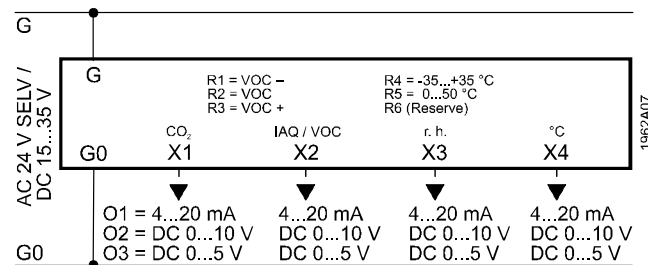 G
AC 24 V SELV /
DC 15...35 V
G
R1 = VOC −
R2 = VOC
R3 = VOC +
R4 = -35...+35 °C
R5 = 0...50 °C
R6 (Reserve)
CO₂ IAQ / VOC r. h. °C
G0 X1 X2 X3 X4
1962A07
O1 = 4...20 mA 4...20 mA 4...20 mA 4...20 mA
O2 = DC 0...10 V DC 0...10 V DC 0...10 V DC 0...10 V
O3 = DC 0...5 V DC 0...5 V DC 0...5 V DC 0...5 V
G0